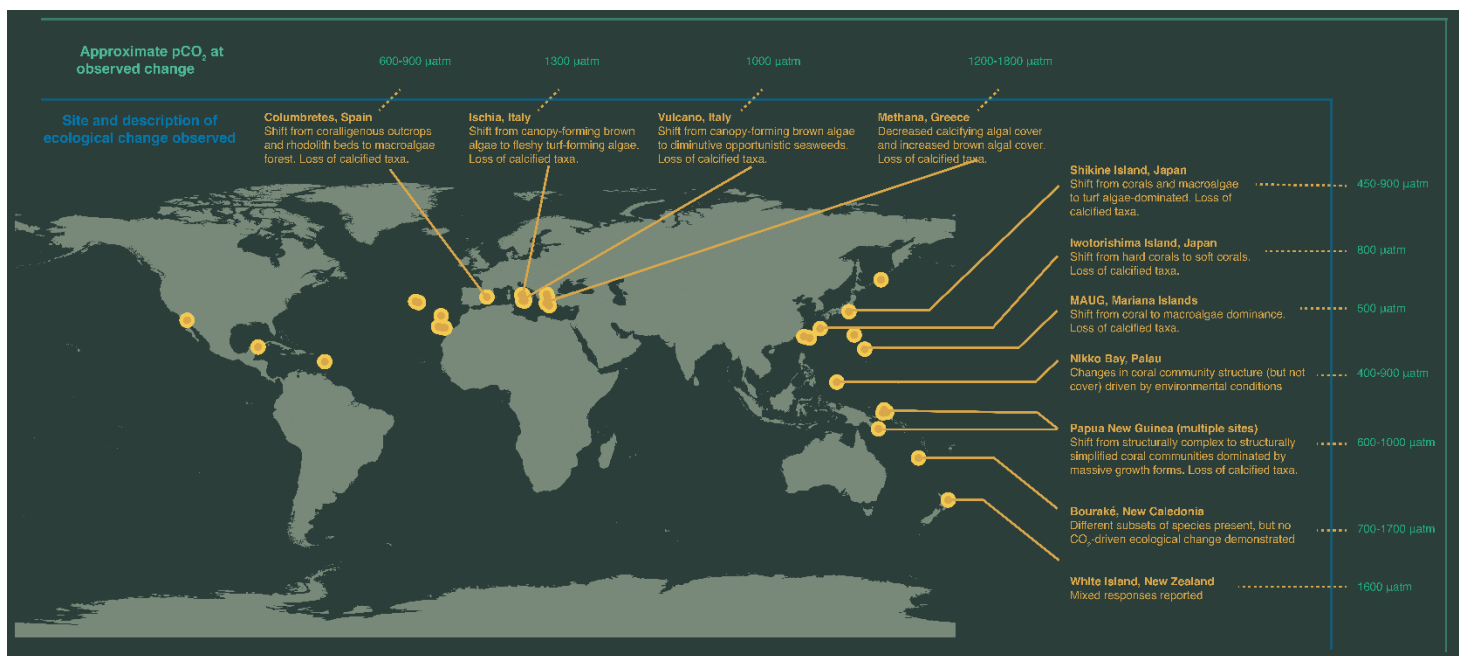 Approximate pCO₂ at
observed change
600-900 µatm
1300 µatm
1000 µatm
1200-1800 µatm
Site and description of
ecological change observed
Columbretes, Spain
Shift from coralligenous outcrops
and rhodolith beds to macroalgae
forest. Loss of calcified taxa.
Ischia, Italy
Shift from canopy-forming brown
algae to fleshy turf-forming algae.
Loss of calcified taxa.
Vulcano, Italy
Shift from canopy-forming brown algae
to diminutive opportunistic seaweeds.
Loss of calcified taxa.
Methana, Greece
Decreased calcifying algal cover
and increased brown algal cover.
Loss of calcified taxa.
Shikine Island, Japan
Shift from corals and macroalgae
to turf algae-dominated. Loss of
calcified taxa.
450-900 µatm
Iwotorishima Island, Japan
Shift from hard corals to soft corals.
Loss of calcified taxa.
800 µatm
MAUG, Mariana Islands
Shift from coral to macroalgae dominance.
Loss of calcified taxa.
500 µatm
Nikko Bay, Palau
Changes in coral community structure (but not
cover) driven by environmental conditions
400-900 µatm
Papua New Guinea (multiple sites)
Shift from structurally complex to structurally
simplified coral communities dominated by
massive growth forms. Loss of calcified taxa.
600-1000 µatm
Bouraké, New Caledonia
Different subsets of species present, but no
CO₂-driven ecological change demonstrated
700-1700 µatm
White Island, New Zealand
Mixed responses reported
1600 µatm